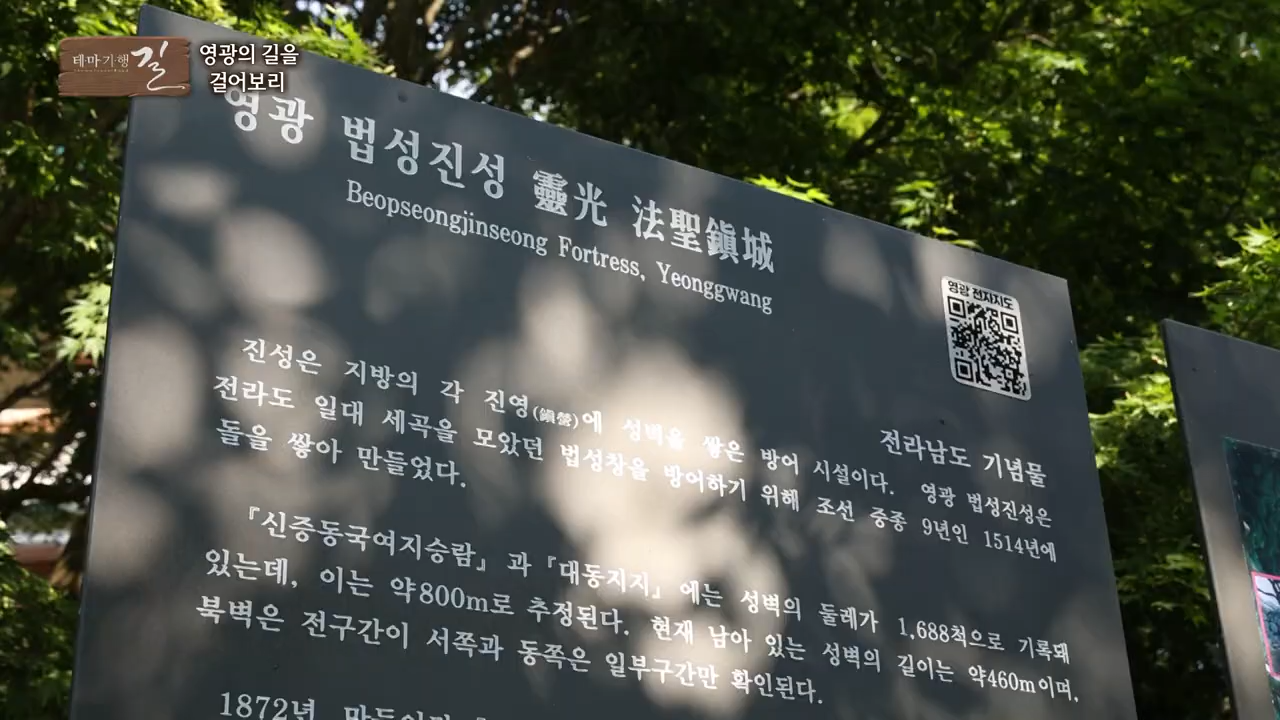 테·마·기·행 길
영광의 길을
걸어보리
영광 법성진성 靈光 法聖鎭城
Beopseongjinseong Fortress, Yeonggwang
영광 전자지도
전라남도 기념물
진성은 지방의 각 진영(鎭營)에 성벽을 쌓은 방어 시설이다. 영광 법성진성은
전라도 일대 세곡을 모았던 법성창을 방어하기 위해 조선 중종 9년인 1514년에
돌을 쌓아 만들었다.
『신증동국여지승람』과 『대동지지』에는 성벽의 둘레가 1,688척으로 기록돼
있는데, 이는 약800m로 추정된다. 현재 남아 있는 성벽의 길이는 약460m이며,
북벽은 전구간이 서쪽과 동쪽은 일부구간만 확인된다.
1872년